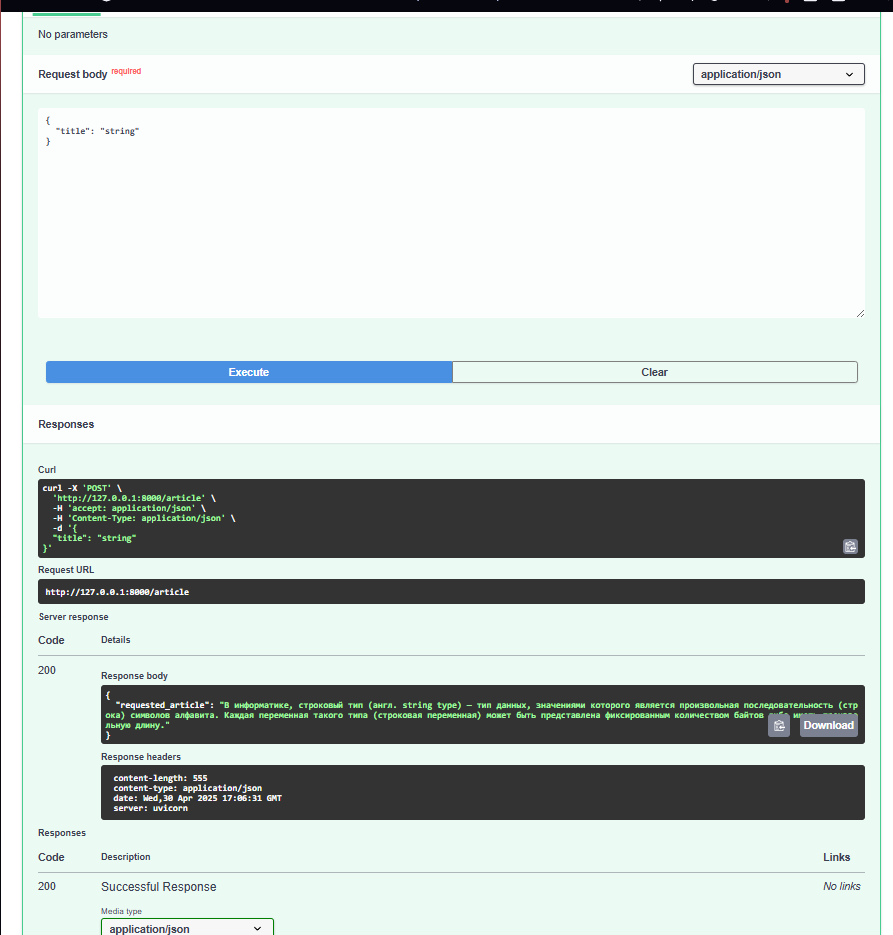 No parameters
Request body required
application/json
{
"title": "string"
}
Execute
Clear
Responses
Curl
curl -X 'POST' \
'http://127.0.0.1:8000/article' \
-H 'accept: application/json' \
-H 'Content-Type: application/json' \
-d '{
"title": "string"
}'
Request URL
http://127.0.0.1:8000/article
Server response
Code Details
200
Response body
{
"requested_article": "В информатике, строковый тип (англ. string type) — тип данных, значениями которого является произвольная последовательность (стр
ока) символов алфавита. Каждая переменная такого типа (строковая переменная) может быть представлена фиксированным количеством байтов
льную длину."
}
Download
Response headers
content-length: 555
content-type: application/json
date: Wed,30 Apr 2025 17:06:31 GMT
server: uvicorn
Responses
Code Description Links
200 Successful Response No links
Media type
application/json